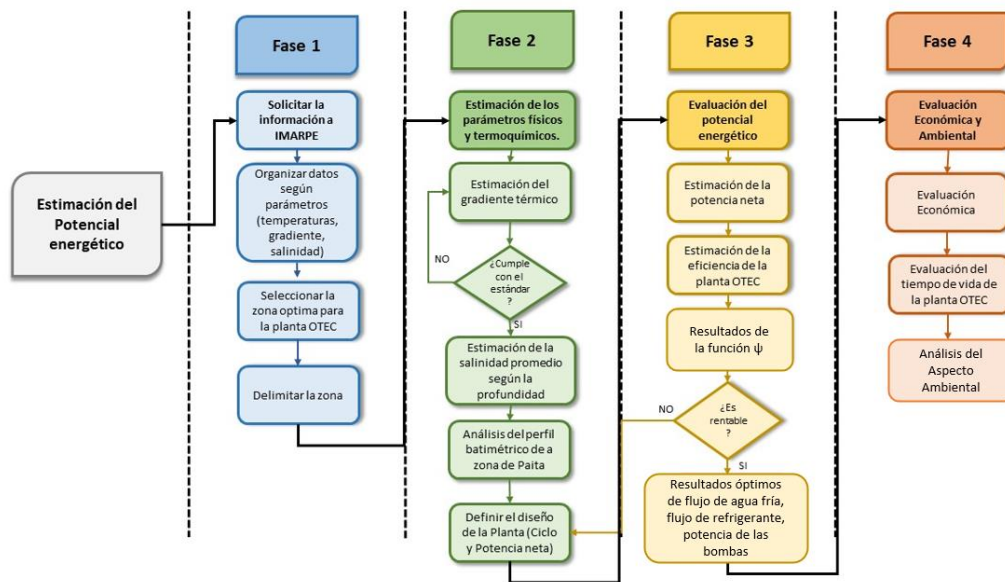 Fase 1
Fase 2
Fase 3
Fase 4
Estimación del
Potencial
energético
Solicitar la
información a
IMARPE
Organizar datos
según
parámetros
(temperaturas,
gradiente,
salinidad)
Seleccionar la
zona optima para
la planta OTEC
Delimitar la zona
Estimación de los
parámetros físicos
y termoquímicos.
Estimación del
gradiente térmico
NO
¿Cumple
con el
estándar
?
SI
Estimación de la
salinidad promedio
según la
profundidad
Análisis del perfil
batimétrico de a
zona de Paita
Definir el diseño
de la Planta (Ciclo
y Potencia neta)
Evaluación del
potencial
energético
Estimación de la
potencia neta
Estimación de la
eficiencia de la
planta OTEC
Resultados de
la función ψ
NO
¿Es
rentable
?
SI
Resultados óptimos
de flujo de agua fría,
flujo de refrigerante,
potencia de las
bombas
Evaluación
Económica y
Ambiental
Evaluación
Económica
Evaluación del
tiempo de vida de
la planta OTEC
Análisis del
Aspecto
Ambiental